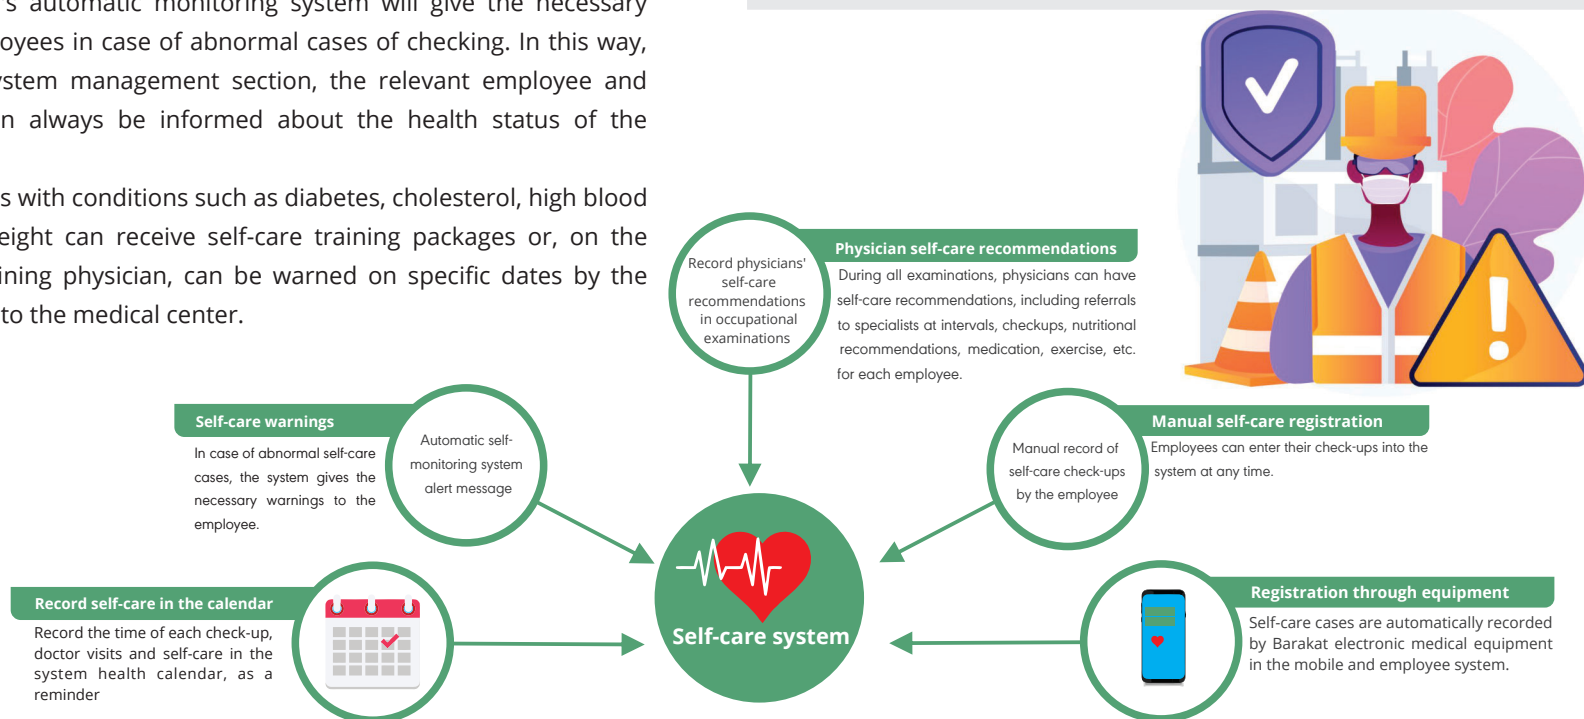 's automatic monitoring system will give the necessary
oyees in case of abnormal cases of checking. In this way,
ystem management section, the relevant employee and
n always be informed about the health status of the
s with conditions such as diabetes, cholesterol, high blood
eight can receive self-care training packages or, on the
ining physician, can be warned on specific dates by the
to the medical center.
Record physicians'
self-care
recommendations
in occupational
examinations
Physician self-care recommendations
During all examinations, physicians can have
self-care recommendations, including referrals
to specialists at intervals, checkups, nutritional
recommendations, medication, exercise, etc.
for each employee.
Self-care warnings
In case of abnormal self-care
cases, the system gives the
necessary warnings to the
employee.
Automatic self-
monitoring system
alert message
Manual record of
self-care check-ups
by the employee
Manual self-care registration
Employees can enter their check-ups into the
system at any time.
Record self-care in the calendar
Record the time of each check-up,
doctor visits and self-care in the
system health calendar, as a
reminder
Self-care system
Registration through equipment
Self-care cases are automatically recorded
by Barakat electronic medical equipment
in the mobile and employee system.